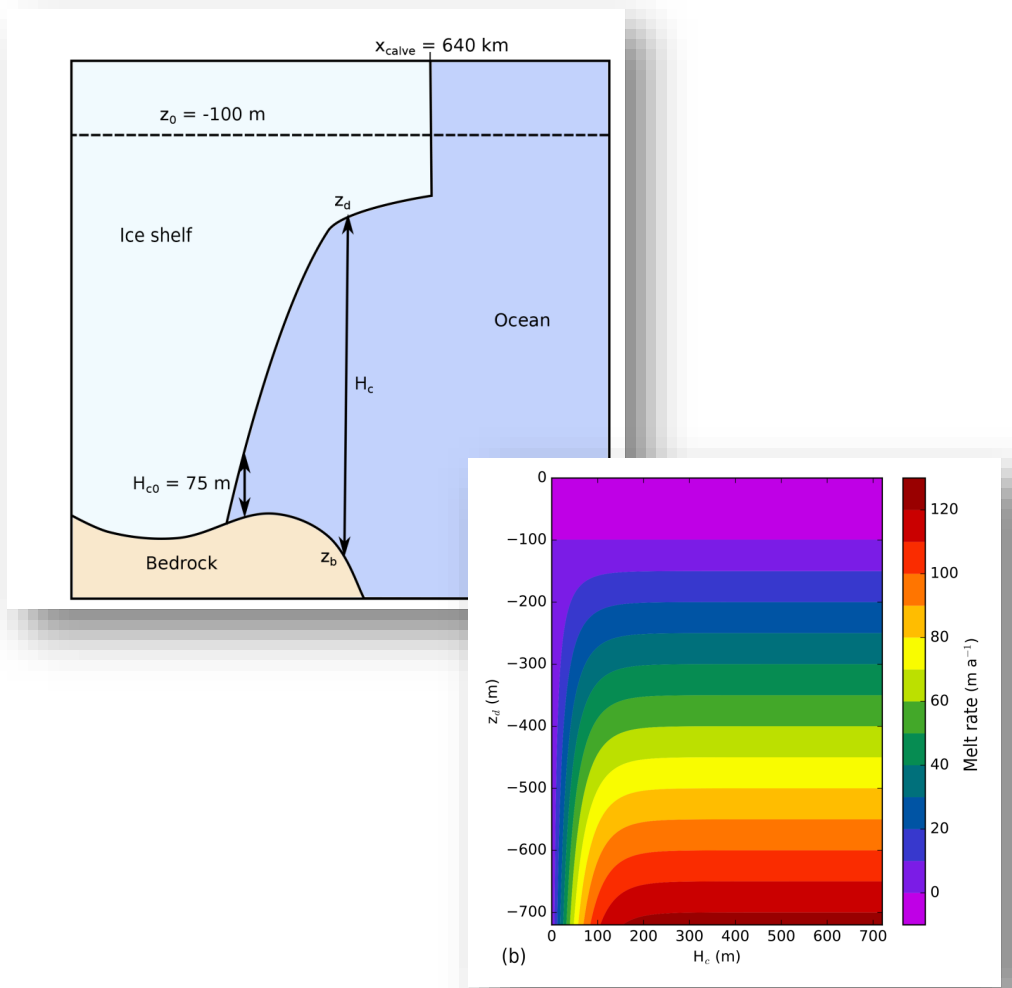 x_calve = 640 km
z_0 = -100 m
z_d
Ice shelf
Ocean
H_c
H_c0 = 75 m
z_b
Bedrock
0
−100
−200
−300
−400
−500
−600
−700
z_d (m)
0 100 200 300 400 500 600 700
H_c (m)
(b)
120
100
80
60
40
20
0
Melt rate (m a⁻¹)